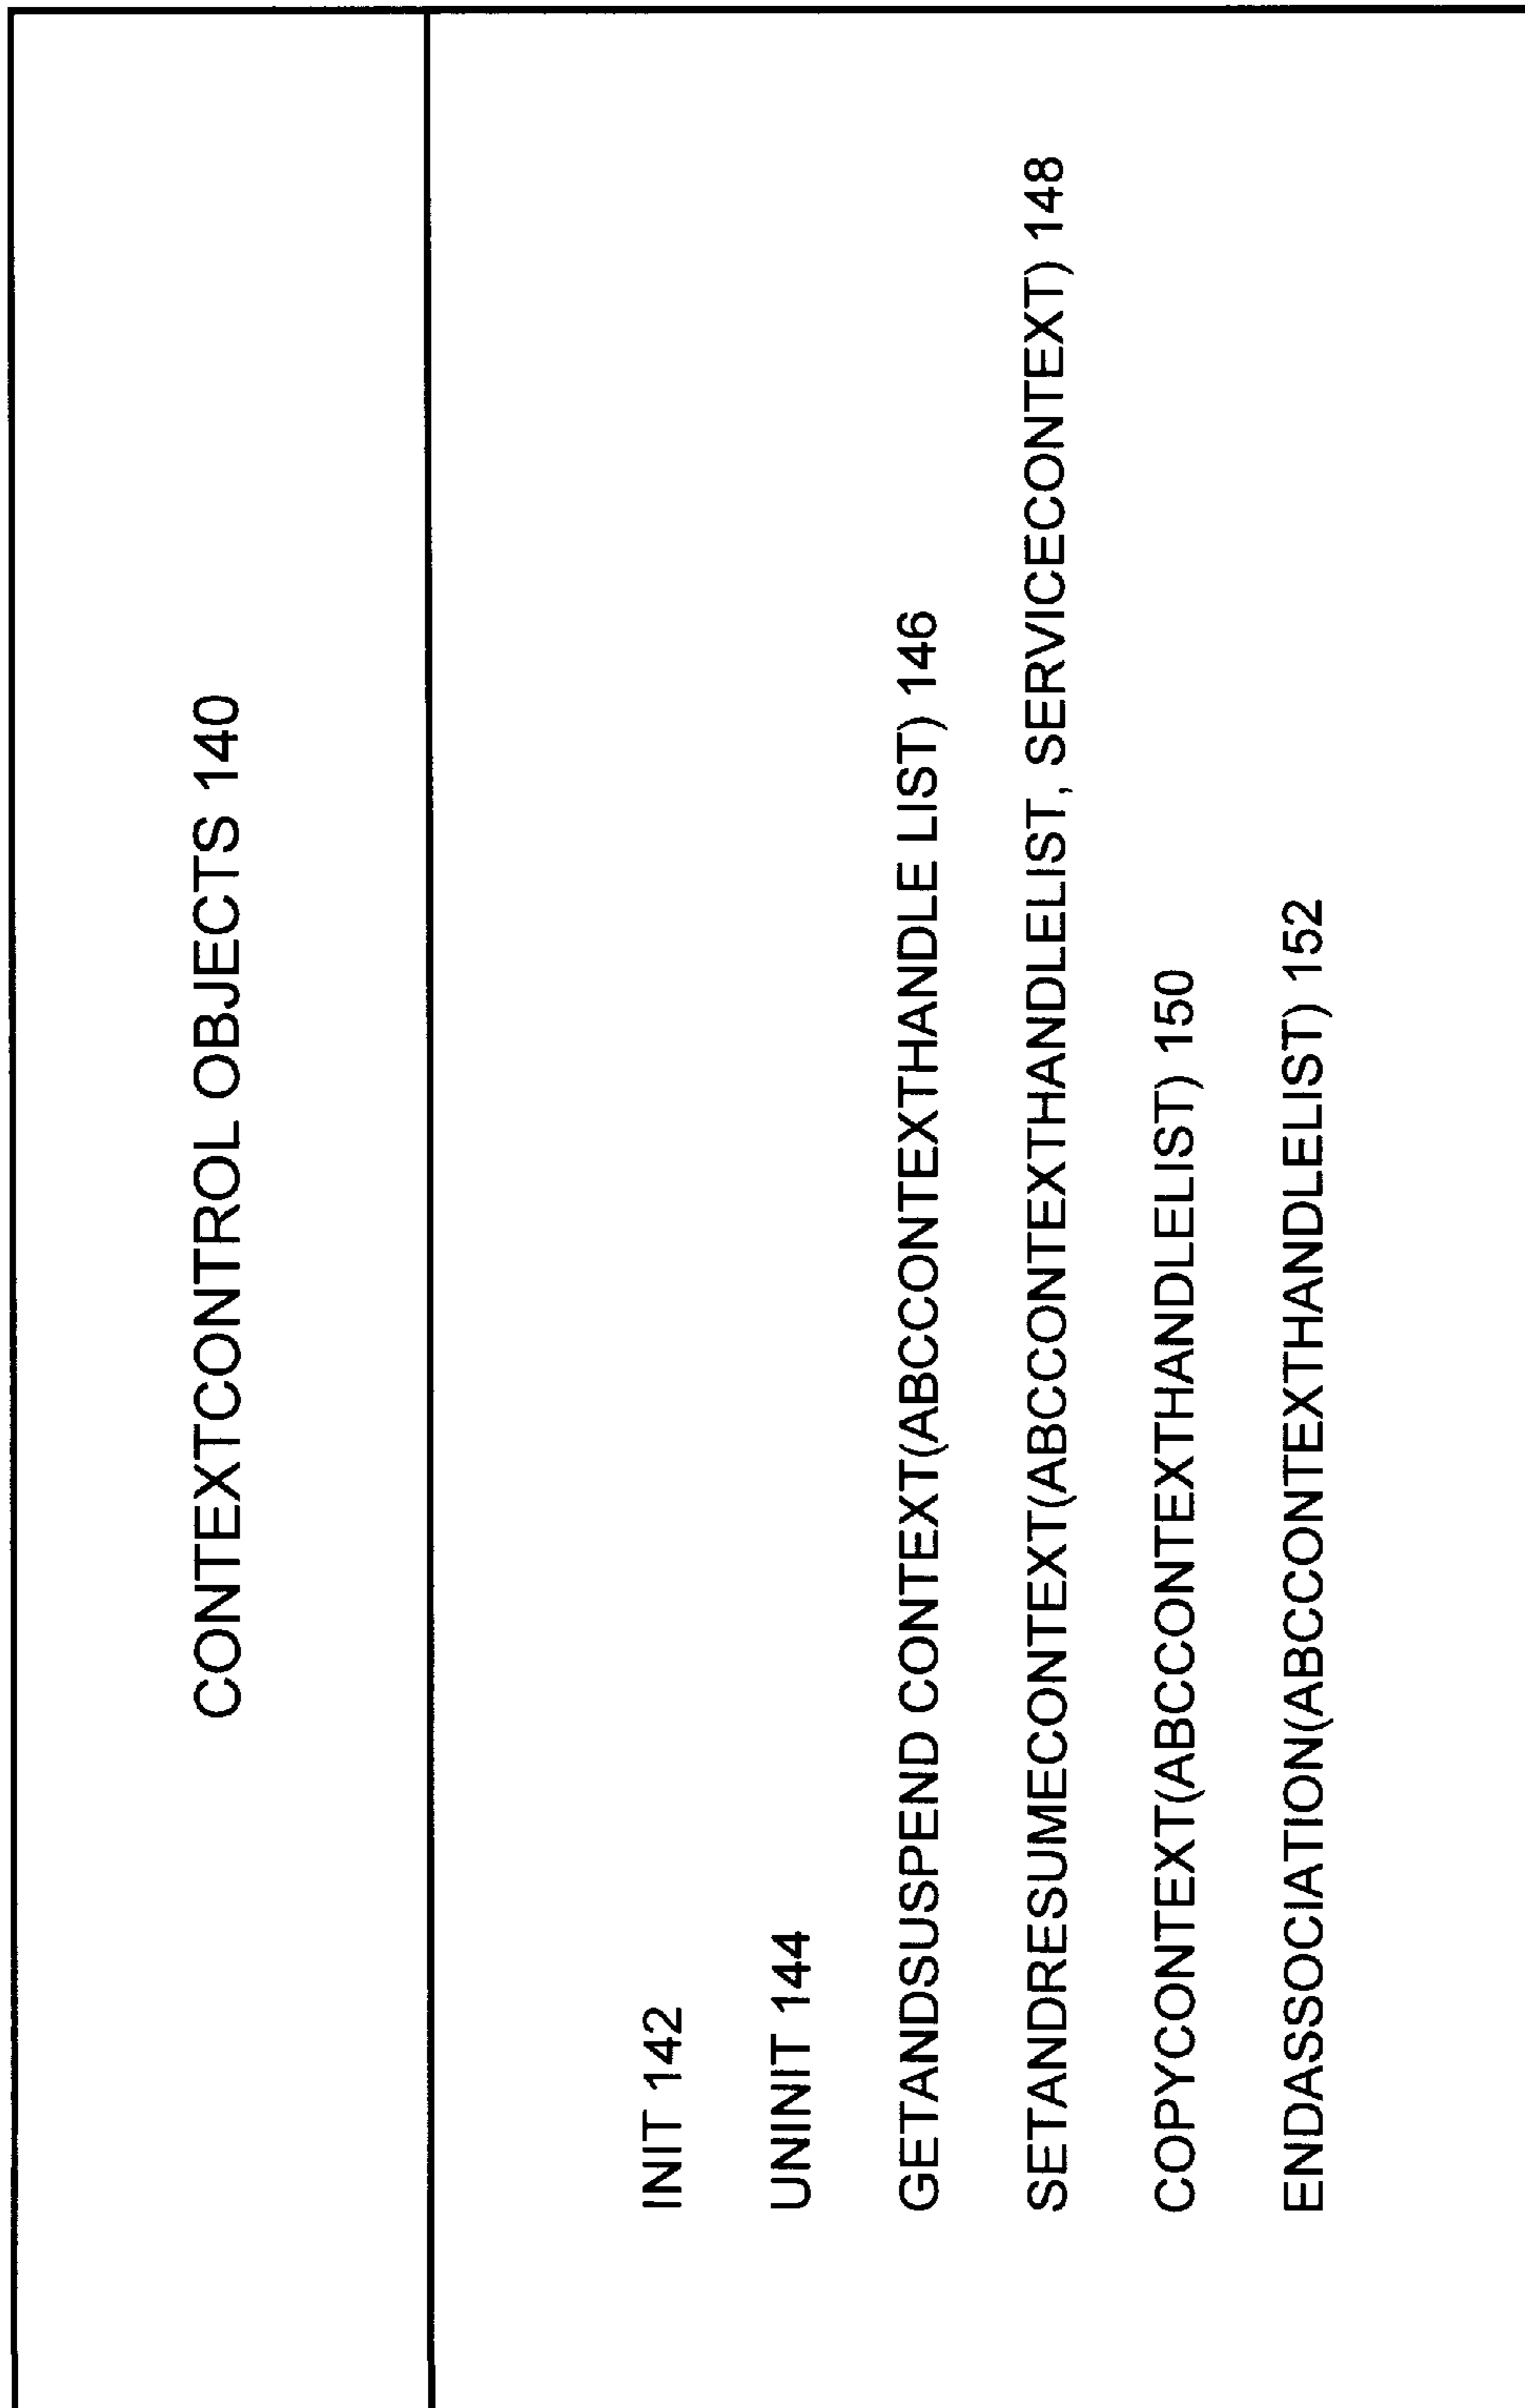 CONTEXTCONTROL OBJECTS 140
INIT 142
UNINIT 144
GETANDSUSPEND CONTEXT(ABCCONTEXTHANDLE LIST) 146
SETANDRESUMECONTEXT(ABCCONTEXTHANDLELIST, SERVICECONTEXT) 148
COPYCONTEXT(ABCCONTEXTHANDLELIST) 150
ENDASSOCIATION(ABCCONTEXTHANDLELIST) 152